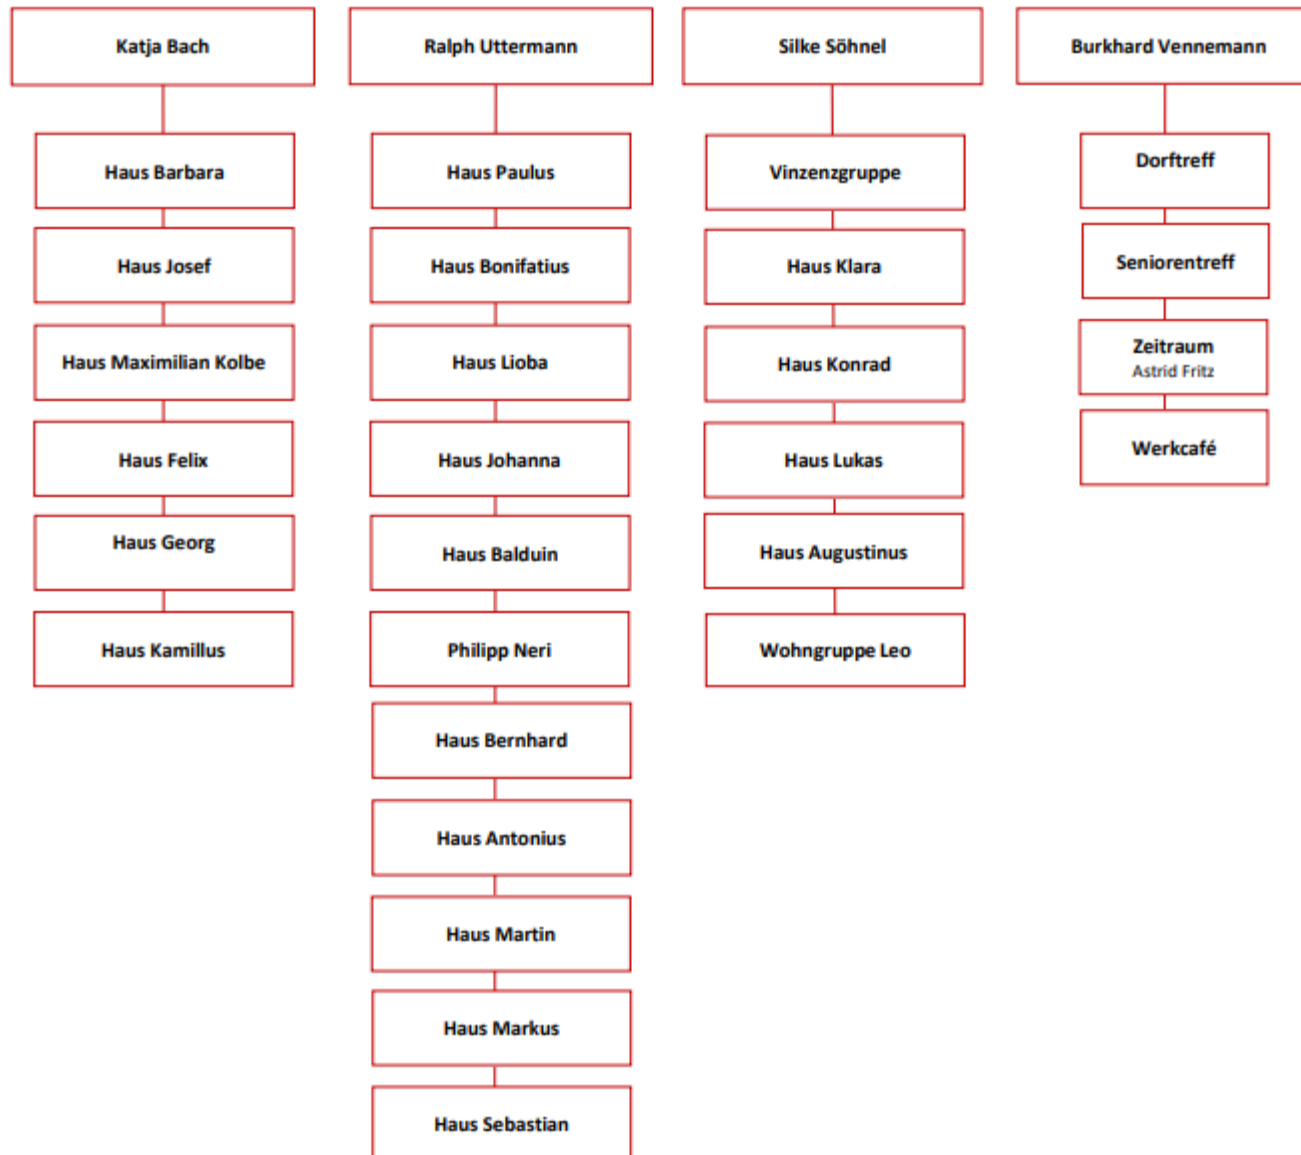 Katja Bach
Haus Barbara
Haus Josef
Haus Maximilian Kolbe
Haus Felix
Haus Georg
Haus Kamillus
Ralph Uttermann
Haus Paulus
Haus Bonifatius
Haus Lioba
Haus Johanna
Haus Balduin
Philipp Neri
Haus Bernhard
Haus Antonius
Haus Martin
Haus Markus
Haus Sebastian
Silke Söhnel
Vinzenzgruppe
Haus Klara
Haus Konrad
Haus Lukas
Haus Augustinus
Wohngruppe Leo
Burkhard Vennemann
Dorftreff
Seniorentreff
Zeitraum
Astrid Fritz
Werkcafé